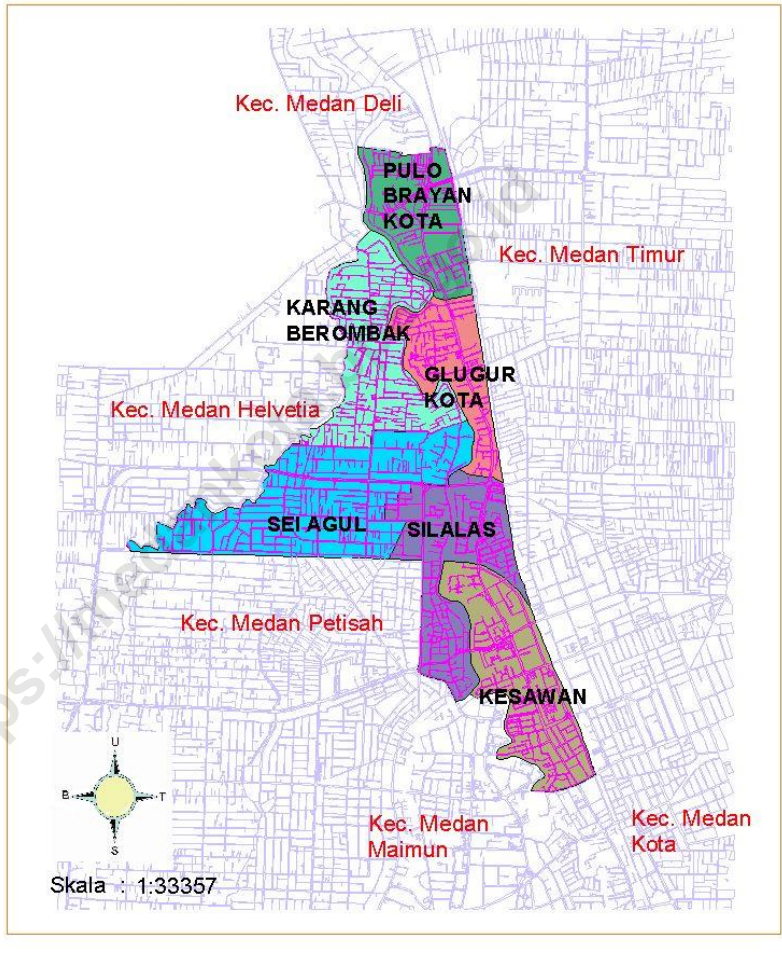 Kec. Medan Deli
PULO
BRAYAN
KOTA
Kec. Medan Timur
KARANG
BEROMBAK
GLUGUR
KOTA
Kec. Medan Helvetia
SEI AGUL
SILALAS
Kec. Medan Petisah
KESAWAN
U
B
T
S
Kec. Medan
Maimun
Kec. Medan
Kota
Skala : 1:33357